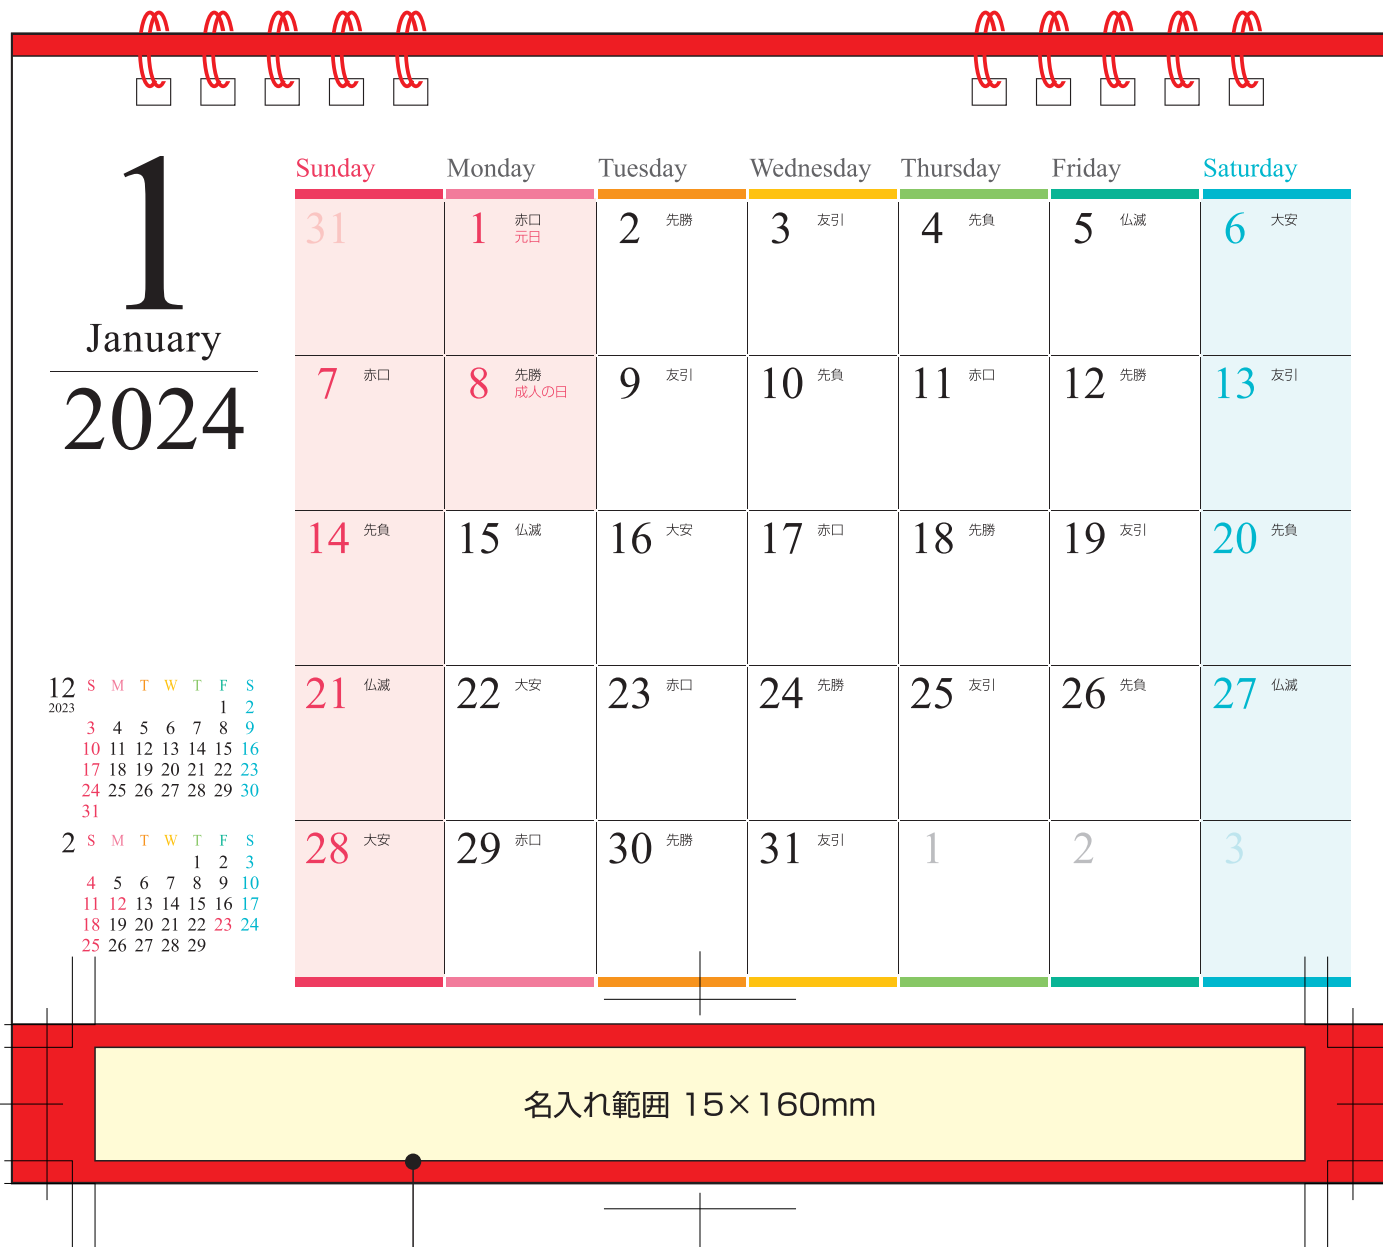 1
January
2024
Sunday Monday Tuesday Wednesday Thursday Friday Saturday
31 1 赤口 2 先勝 3 友引 4 先負 5 仏滅 6 大安
元日
7 赤口 8 先勝 9 友引 10 先負 11 赤口 12 先勝 13 友引
成人の日
14 先負 15 仏滅 16 大安 17 赤口 18 先勝 19 友引 20 先負
21 仏滅 22 大安 23 赤口 24 先勝 25 友引 26 先負 27 仏滅
28 大安 29 赤口 30 先勝 31 友引 1 2 3
12 S M T W T F S
2023 1 2
3 4 5 6 7 8 9
10 11 12 13 14 15 16
17 18 19 20 21 22 23
24 25 26 27 28 29 30
31
2 S M T W T F S
1 2 3
4 5 6 7 8 9 10
11 12 13 14 15 16 17
18 19 20 21 22 23 24
25 26 27 28 29
名入れ範囲 15×160mm